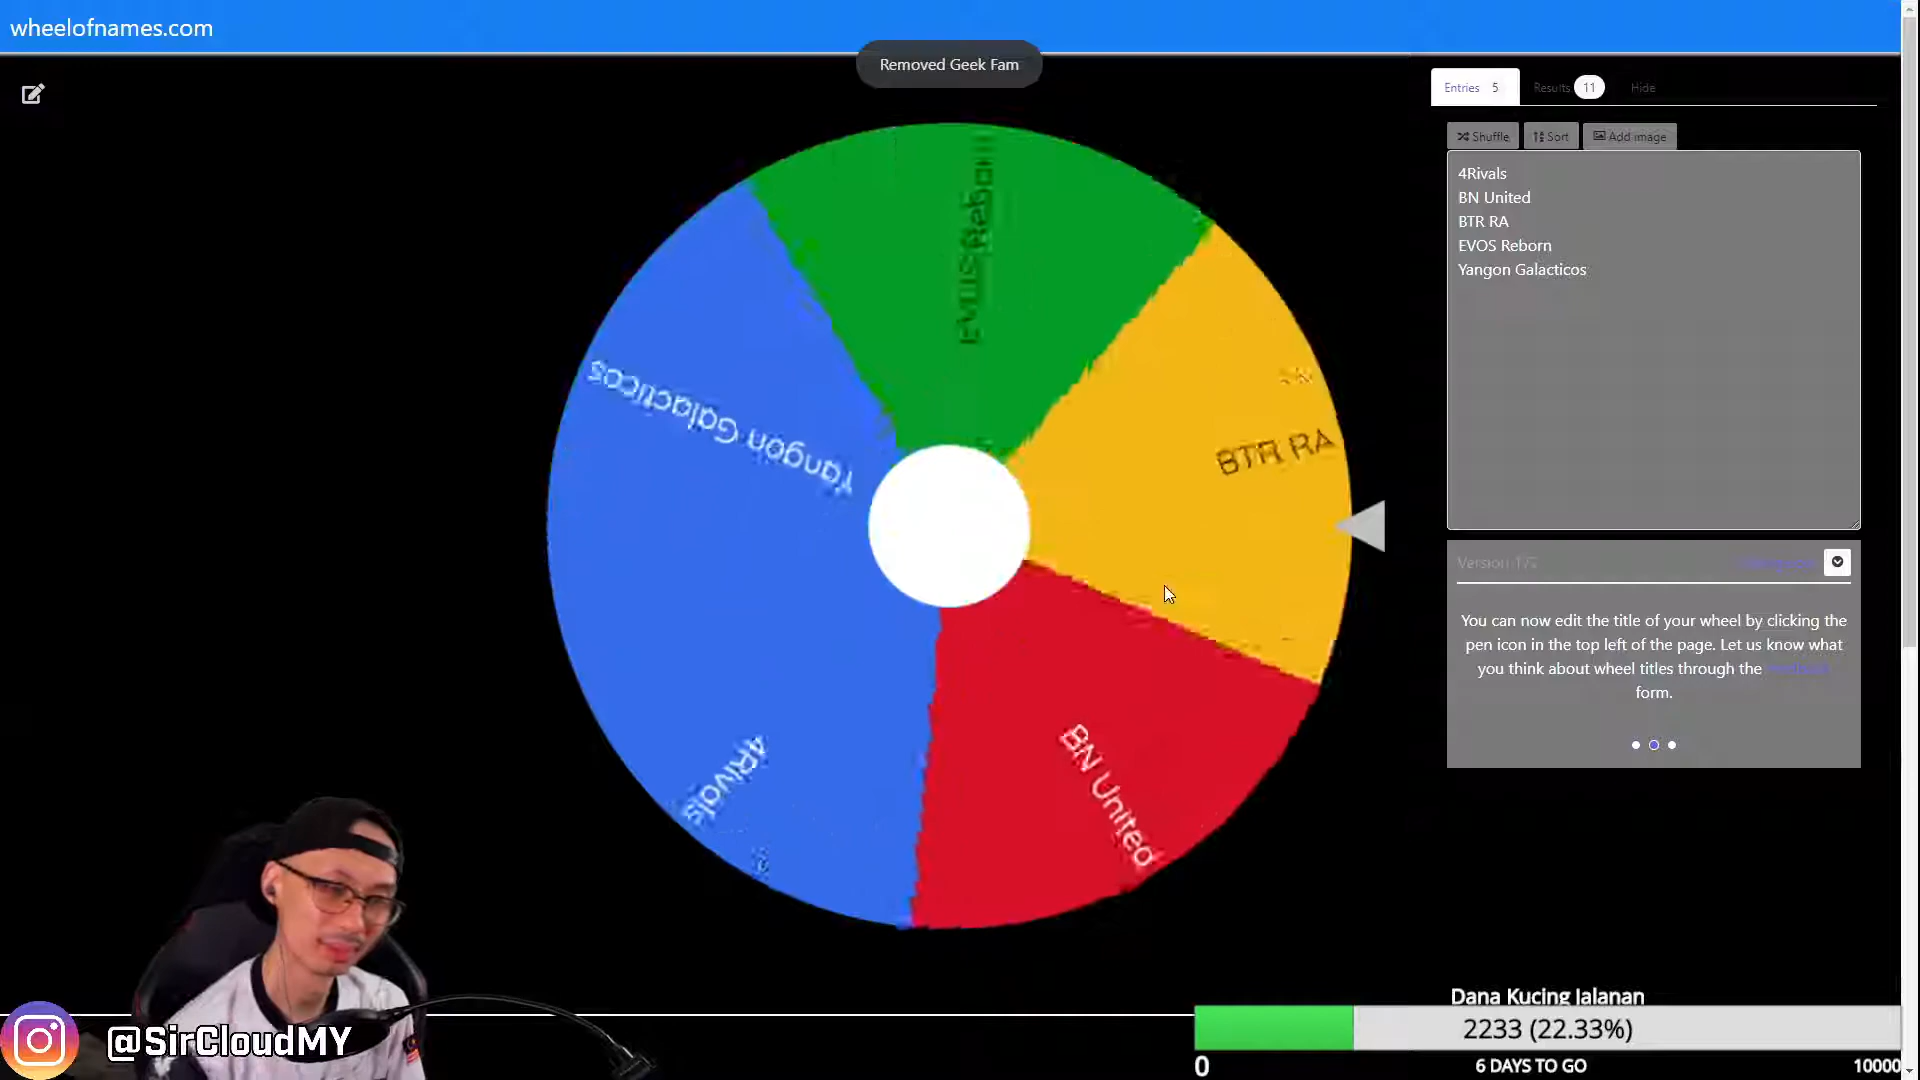 wheelofnames.com
Removed Geek Fam
Entries 5
Results 11
Hide
Shuffle
Sort
Add image
4Rivals
BN United
BTR RA
EVOS Reborn
Yangon Galacticos
EVOS Reborn
BTR RA
Yangon Galacticos
4Rivals
BN United
You can now edit the title of your wheel by clicking the
pen icon in the top left of the page. Let us know what
you think about wheel titles through the
form.
Dana Kucing Jalanan
2233 (22.33%)
0
6 DAYS TO GO
10000
@SirCloudMY